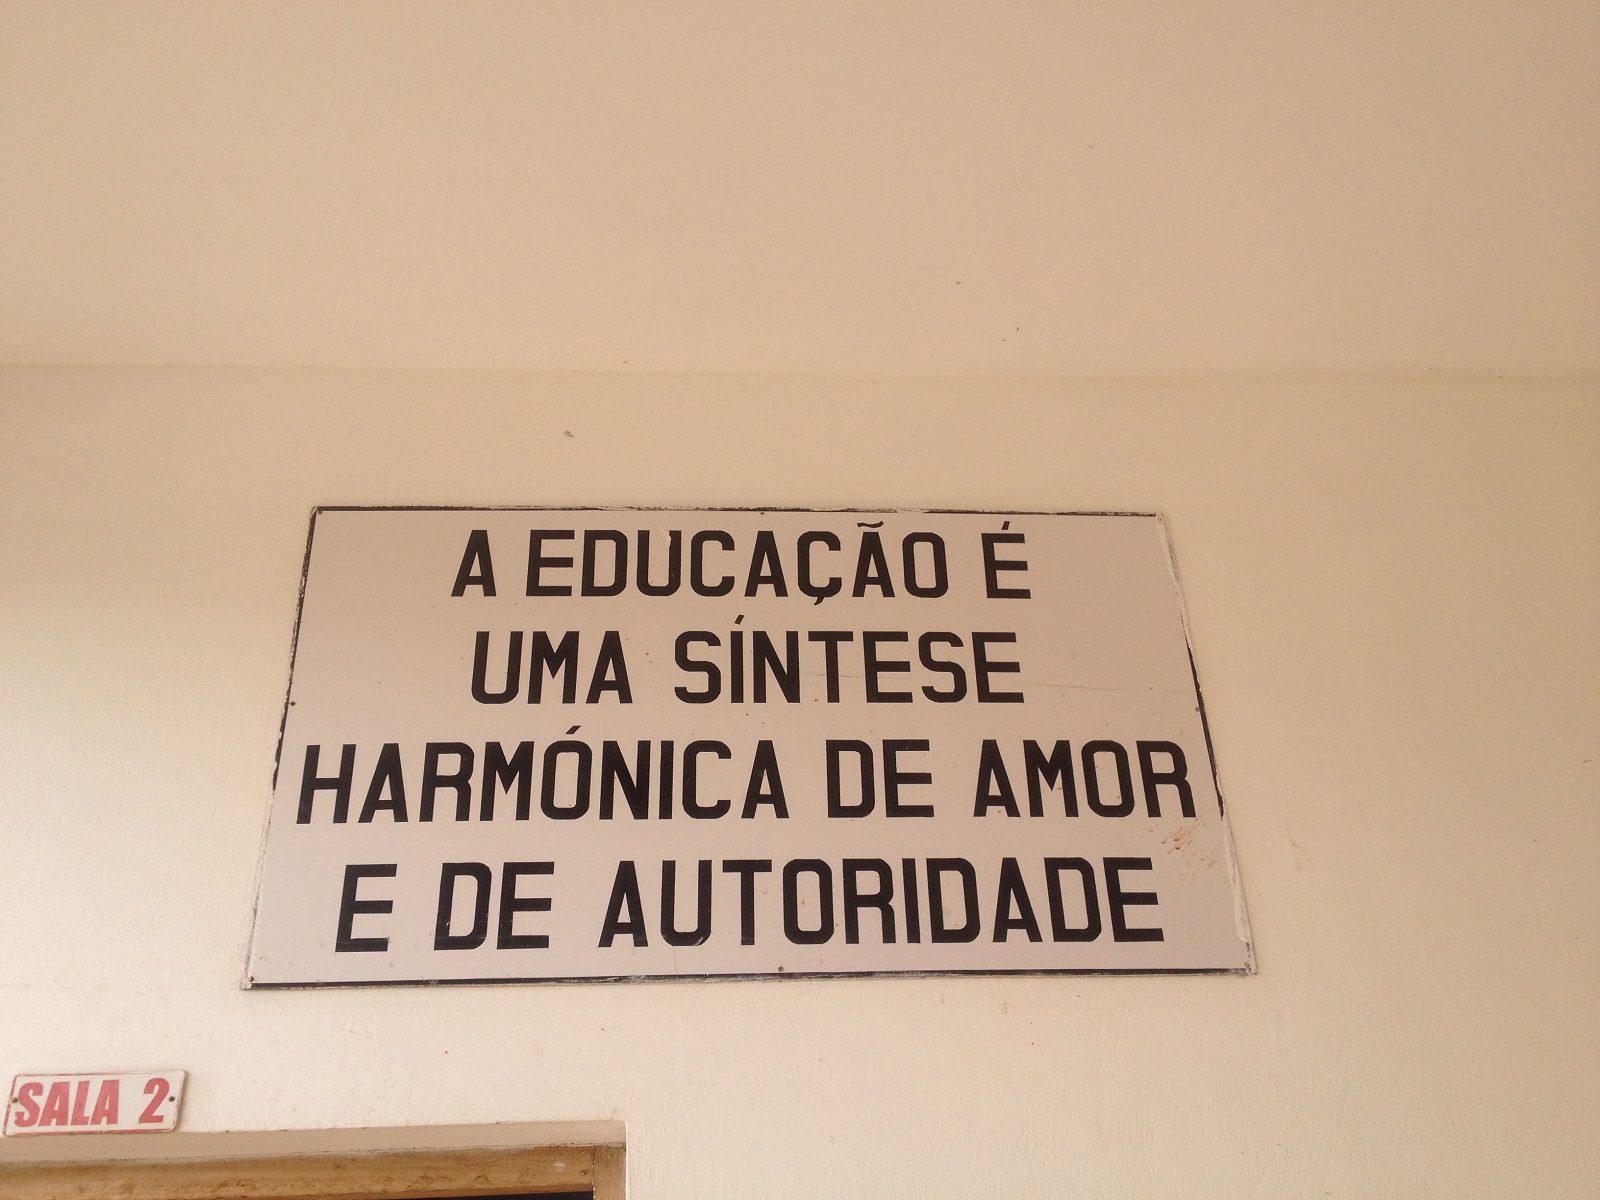 A EDUCAÇÃO É
UMA SÍNTESE
HARMÓNICA DE AMOR
E DE AUTORIDADE
SALA 2